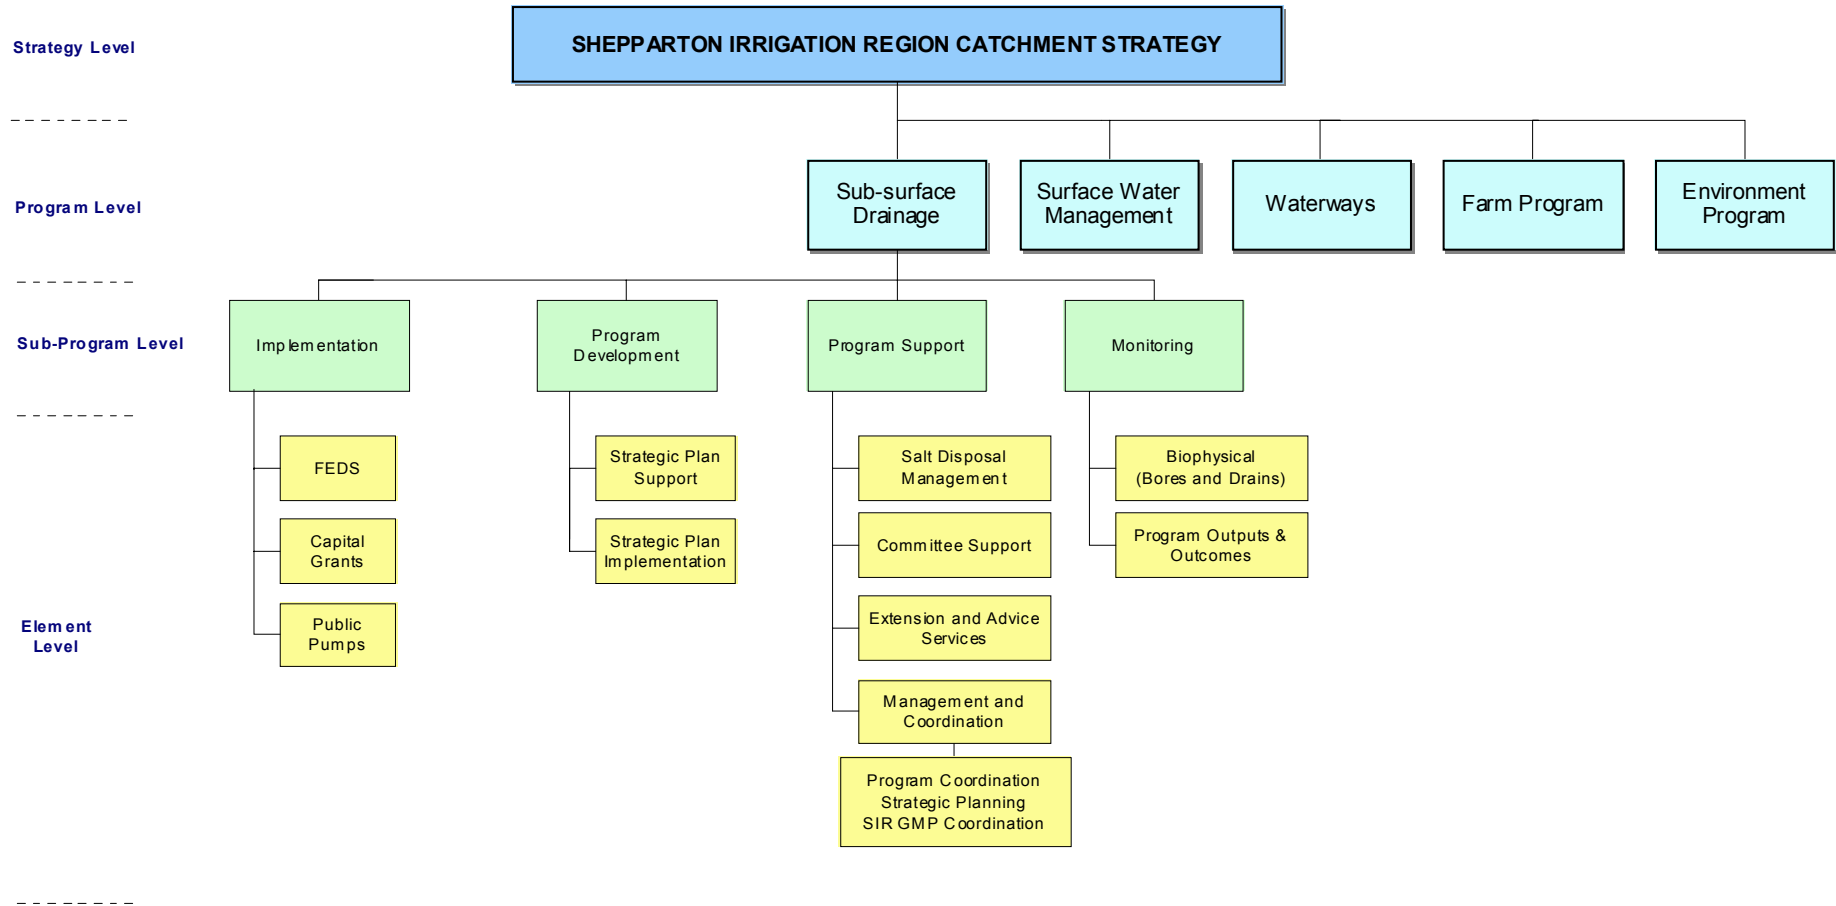 Strategy Level
SHEPPARTON IRRIGATION REGION CATCHMENT STRATEGY
Program Level
Sub-surface
Drainage
Surface Water
Management
Waterways
Farm Program
Environment
Program
Sub-Program Level
Implementation
Program
Development
Program Support
Monitoring
Element
Level
FEDS
Capital
Grants
Public
Pumps
Strategic Plan
Support
Strategic Plan
Implementation
Salt Disposal
Management
Committee Support
Extension and Advice
Services
Management and
Coordination
Program Coordination
Strategic Planning
SIR GMP Coordination
Biophysical
(Bores and Drains)
Program Outputs &
Outcomes